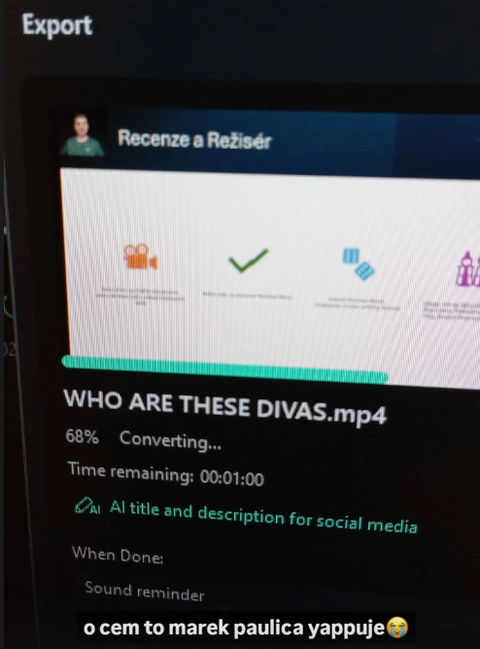 Export
Recenze a Režisér
WHO ARE THESE DIVAS.mp4
68% Converting...
Time remaining: 00:01:00
AI AI title and description for social media
When Done:
Sound reminder
o cem to marek paulica yappuje😭